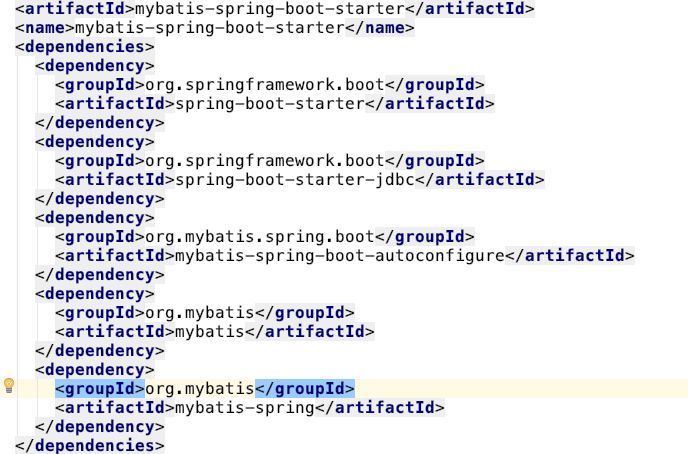 <artifactId>mybatis-spring-boot-starter</artifactId>
<name>mybatis-spring-boot-starter</name>
<dependencies>
<dependency>
<groupId>org.springframework.boot</groupId>
<artifactId>spring-boot-starter</artifactId>
</dependency>
<dependency>
<groupId>org.springframework.boot</groupId>
<artifactId>spring-boot-starter-jdbc</artifactId>
</dependency>
<dependency>
<groupId>org.mybatis.spring.boot</groupId>
<artifactId>mybatis-spring-boot-autoconfigure</artifactId>
</dependency>
<dependency>
<groupId>org.mybatis</groupId>
<artifactId>mybatis</artifactId>
</dependency>
<dependency>
<groupId>org.mybatis</groupId>
<artifactId>mybatis-spring</artifactId>
</dependency>
</dependencies>